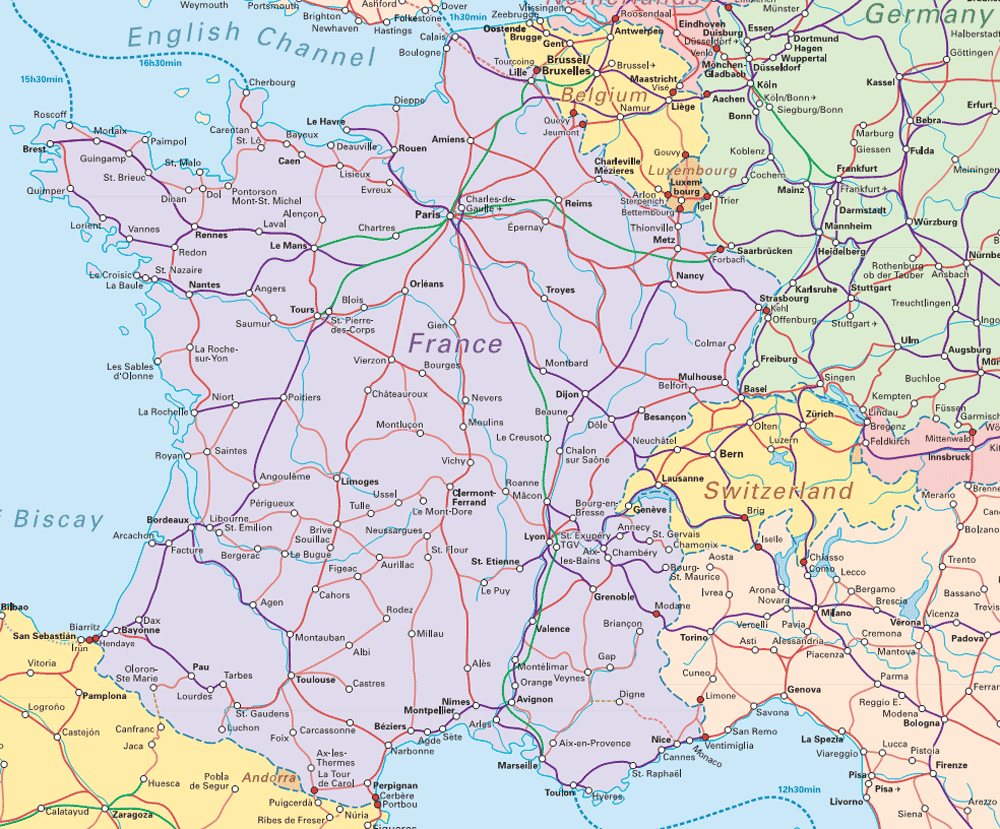 Weymouth
Portsmouth
Ashford
Dover
Vlissingen
Netherlands
Roosendaal
Münster
Germany
Halberstadt
Brighton
Newhaven
Hastings
Folkestone
1h30min
Zeebrugge
Oostende
Brugge
Gent
Antwerpen
Eindhoven
Duisburg
Essen
Dortmund
Hagen
Wuppertal
Göttingen
English Channel
Calais
Boulogne
Tourcoing
Lille
Brussel/
Bruxelles
Brussel
Venlo
Düsseldorf
Düsseldorf
Mönchen-
Gladbach
Kassel
15h30min
16h30min
Cherbourg
Belgium
Maastricht
Visé
Liège
Aachen
Köln
Köln/Bonn
Siegburg/Bonn
Bonn
Erfurt
Bebra
Roscoff
Dieppe
Namur
Quevy
Jeumont
Marburg
Giessen
Fulda
Meiningen
Brest
Morlaix
Paimpol
Guingamp
St. Brieuc
St. Malo
Carentan
St. Lô
Bayeux
Caen
Le Havre
Deauville
Lisieux
Rouen
Evreux
Amiens
Charleville
Mézieres
Gouvy
Luxembourg
Luxem
bourg
Koblenz
Cochem
Mainz
Frankfurt
Frankfurt
Quimper
Dinan
Dol
Pontorson
Mont-St. Michel
Alençon
Charles-de-
Gaulle
Reims
Arlon
Sterpenich
Bettembourg
Igel
Trier
Darmstadt
Lorient
Vannes
Redon
Rennes
Laval
Le Mans
Chartres
Paris
Épernay
Thionville
Metz
Forbach
Saarbrücken
Mannheim
Heidelberg
Würzburg
Nürnbe
Rothenburg
ob der Tauber
Ansbach
Le Croisic
La Baule
St. Nazaire
Nantes
Angers
Saumur
Tours
St. Pierre-
des-Corps
Blois
Orléans
Troyes
Nancy
Strasbourg
Kehl
Offenburg
Karlsruhe
Stuttgart
Stuttgart
Treuchtlingen
Ingo
La Roche-
sur-Yon
Les Sables
d'Olonne
Gien
France
Vierzon
Bourges
Montbard
Colmar
Freiburg
Ulm
Augsburg
Mün
La Rochelle
Niort
Poitiers
Châteauroux
Nevers
Moulins
Montluçon
Beaune
Dijon
Le Creusot
Dôle
Besançon
Belfort
Mulhouse
Basel
Singen
Buchloe
Kempten
Füssen
Garmisch
Lindau
Bregenz
Feldkirch
Mittenwald
Wö
Innsbruck
Royan
Saintes
Angoulême
Limoges
Vichy
Chalon
sur Saône
Neuchâtel
Bern
Olten
Zürich
Luzern
Switzerland
Lausanne
Genève
Brig
Iselle
Merano
Brenne
Bolzano
f Biscay
Arcachon
Bordeaux
Facture
Libourne
St. Emilion
Bergerac
Périgueux
Le Bugue
Brive
Souillac
Tulle
Ussel
Clermont-
Ferrand
Le Mont-Dore
Neussargues
St. Flour
Aurillac
Figeac
Roanne
Mâcon
Bourg-en-
Bresse
Lyon
St. Exupéry
TGV
Aix-
les-Bains
Annecy
St. Gervais
Chamonix
Chambéry
Bourg-
St. Maurice
Aosta
Ivrea
Arona
Novara
Chiasso
Como
Lecco
Bergamo
Brescia
Trento
Bassano
Vicenza
St. Etienne
Le Puy
Grenoble
Modane
Torino
Vercelli
Pavia
Milano
Cremona
Verona
Padova
Mantova
Bilbao
San Sebastián
Biarritz
Irún
Hendaye
Bayonne
Dax
Agen
Cahors
Montauban
Rodez
Albi
Millau
Valence
Briançon
Asti
Alessandria
Piacenza
Vitoria
Pamplona
Logroño
Castejón
Oloron-
Ste Marie
Pau
Lourdes
Tarbes
St. Gaudens
Luchon
Toulouse
Castres
Alès
Montélimar
Orange
Avignon
Gap
Veynes
Digne
Cuneo
Limone
Genova
Savona
Parma
Reggio E.
Modena
Bologna
Ferrar
Canfranc
Jaca
Huesca
Foix
Carcassonne
Ax-les-
Thermes
La Tour
de Carol
Béziers
Agde
Sète
Montpellier
Nimes
Arles
Narbonne
Perpignan
Cerbère
Portbou
Aix-en-Provence
Marseille
Toulon
Hyères
St. Raphaël
Cannes
Nice
Monaco
Ventimiglia
San Remo
La Spezia
Viareggio
Lucca
Pistoia
Firenze
Pisa
Pisa
Livorno
Siena
Arezzo
Calatayud
Zaragoza
Pobla
de Segur
Andorra
Puigcerdà
Ribes de Freser
Núria
Figueres
12h30min